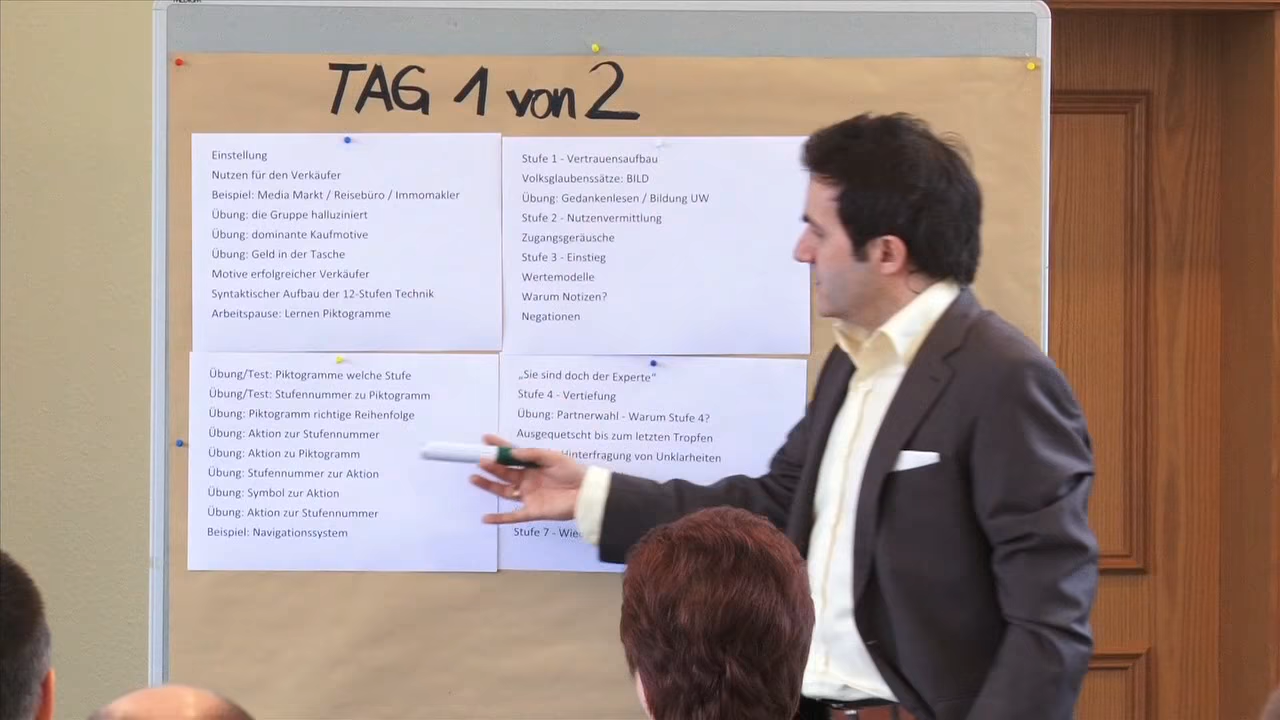 TAG 1 von 2
Einstellung
Nutzen für den Verkäufer
Beispiel: Media Markt / Reisebüro / Immomakler
Übung: die Gruppe halluziniert
Übung: dominante Kaufmotive
Übung: Geld in der Tasche
Motive erfolgreicher Verkäufer
Syntaktischer Aufbau der 12-Stufen Technik
Arbeitspause: Lernen Piktogramme
Stufe 1 - Vertrauensaufbau
Volksglaubenssätze: BILD
Übung: Gedankenlesen / Bildung UW
Stufe 2 - Nutzenvermittlung
Zugangsgeräusche
Stufe 3 - Einstieg
Wertemodelle
Warum Notizen?
Negationen
Übung/Test: Piktogramme welche Stufe
Übung/Test: Stufennummer zu Piktogramm
Übung: Piktogramm richtige Reihenfolge
Übung: Aktion zur Stufennummer
Übung: Aktion zu Piktogramm
Übung: Stufennummer zur Aktion
Übung: Symbol zur Aktion
Übung: Aktion zur Stufennummer
Beispiel: Navigationssystem
„Sie sind doch der Experte“
Stufe 4 - Vertiefung
Übung: Partnerwahl - Warum Stufe 4?
Ausgequetscht bis zum letzten Tropfen
Hinterfragung von Unklarheiten
Stufe 7 -